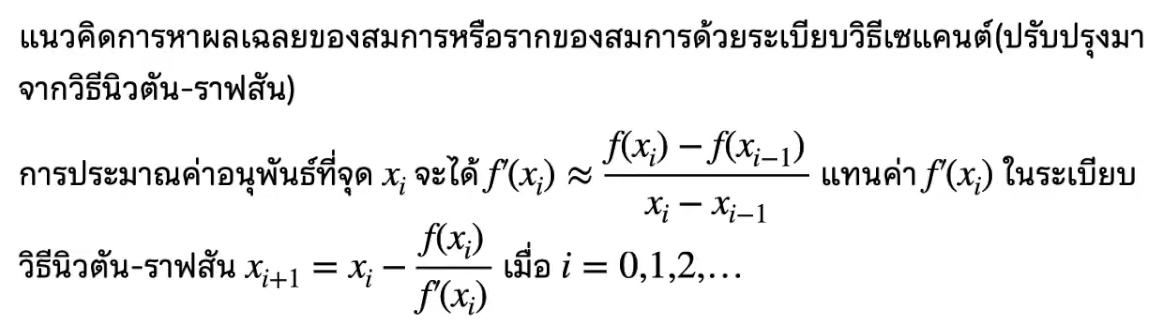 แนวคิดการหาผลเฉลยของสมการหรือรากของสมการด้วยระเบียบวิธีเซแคนต์(ปรับปรุงมา
จากวิธีนิวตัน-ราฟสัน)
การประมาณค่าอนุพันธ์ที่จุด $x_i$ จะได้ $f'(x_i) \approx \dfrac{f(x_i) - f(x_{i-1})}{x_i - x_{i-1}}$ แทนค่า $f'(x_i)$ ในระเบียบ
วิธีนิวตัน-ราฟสัน $x_{i+1} = x_i - \dfrac{f(x_i)}{f'(x_i)}$ เมื่อ $i = 0,1,2,\ldots$